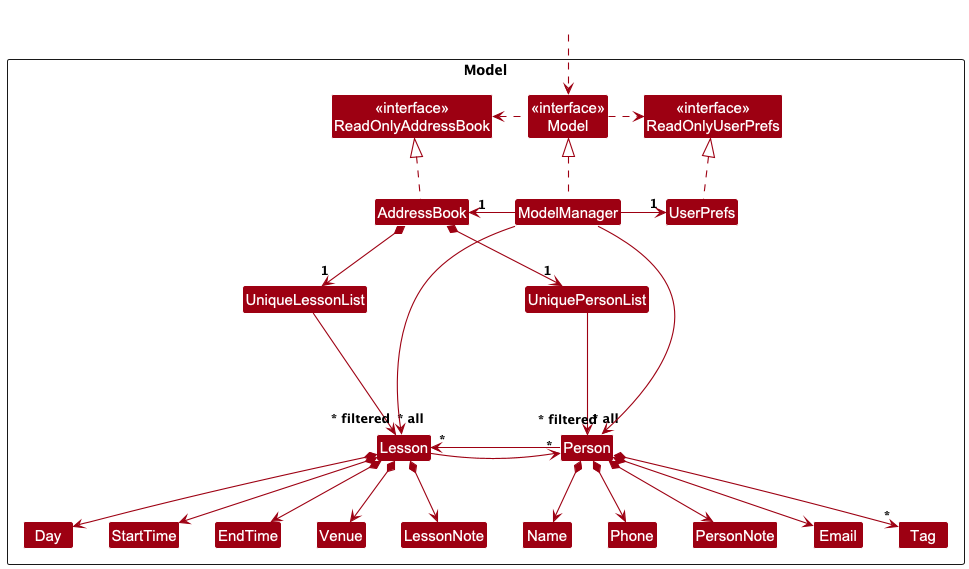 Model
«interface»
ReadOnlyAddressBook
«interface»
Model
«interface»
ReadOnlyUserPrefs
AddressBook
1
ModelManager
1
UserPrefs
1
1
UniqueLessonList
UniquePersonList
* filtered
* all
* filtered
* all
Lesson
*
*
Person
Day
StartTime
EndTime
Venue
LessonNote
Name
Phone
PersonNote
Email
*
Tag